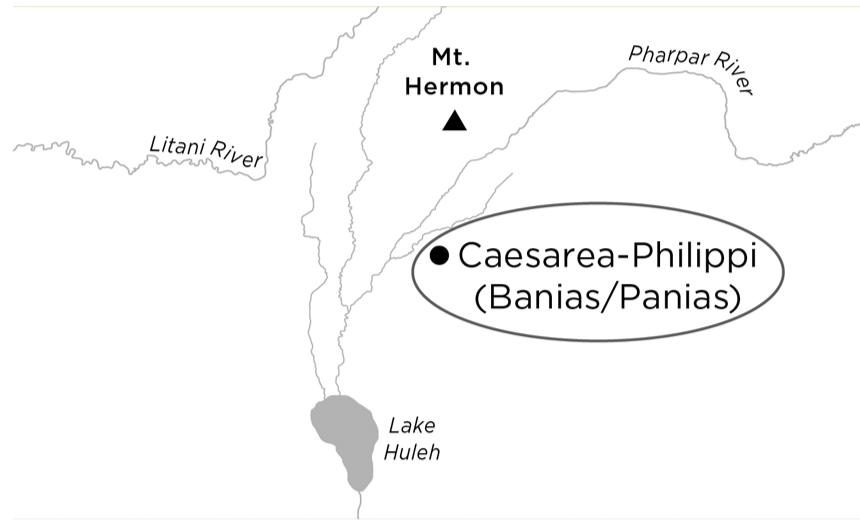 Mt.
Hermon
Pharpar River
Litani River
Caesarea-Philippi
(Banias/Panias)
Lake
Huleh